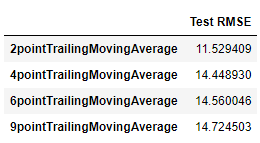 Test RMSE
2pointTrailingMovingAverage 11.529409
4pointTrailingMovingAverage 14.448930
6pointTrailingMovingAverage 14.560046
9pointTrailingMovingAverage 14.724503